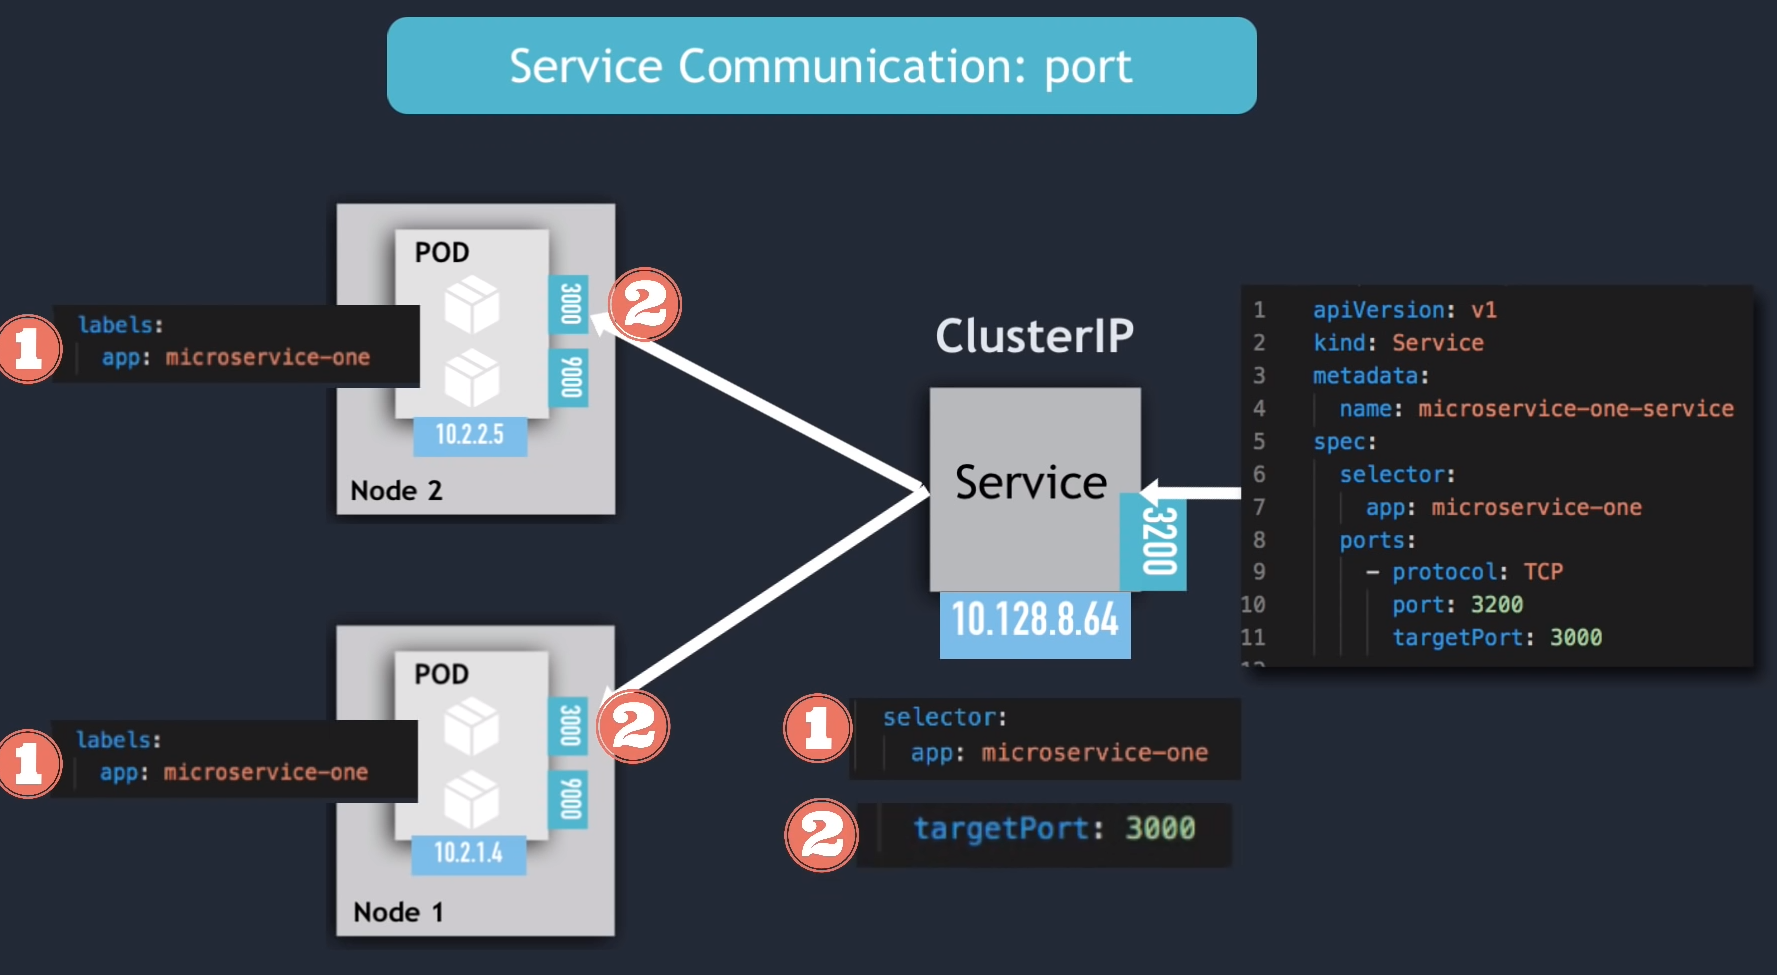 Service Communication: port
POD
3000
9000
10.2.2.5
Node 2
2
1
labels:
app: microservice-one
POD
3000
9000
10.2.1.4
Node 1
2
1
labels:
app: microservice-one
ClusterIP
Service
3200
10.128.8.64
1
selector:
app: microservice-one
2
targetPort: 3000
1 apiVersion: v1
2 kind: Service
3 metadata:
4 name: microservice-one-service
5 spec:
6 selector:
7 app: microservice-one
8 ports:
9 - protocol: TCP
10 port: 3200
11 targetPort: 3000